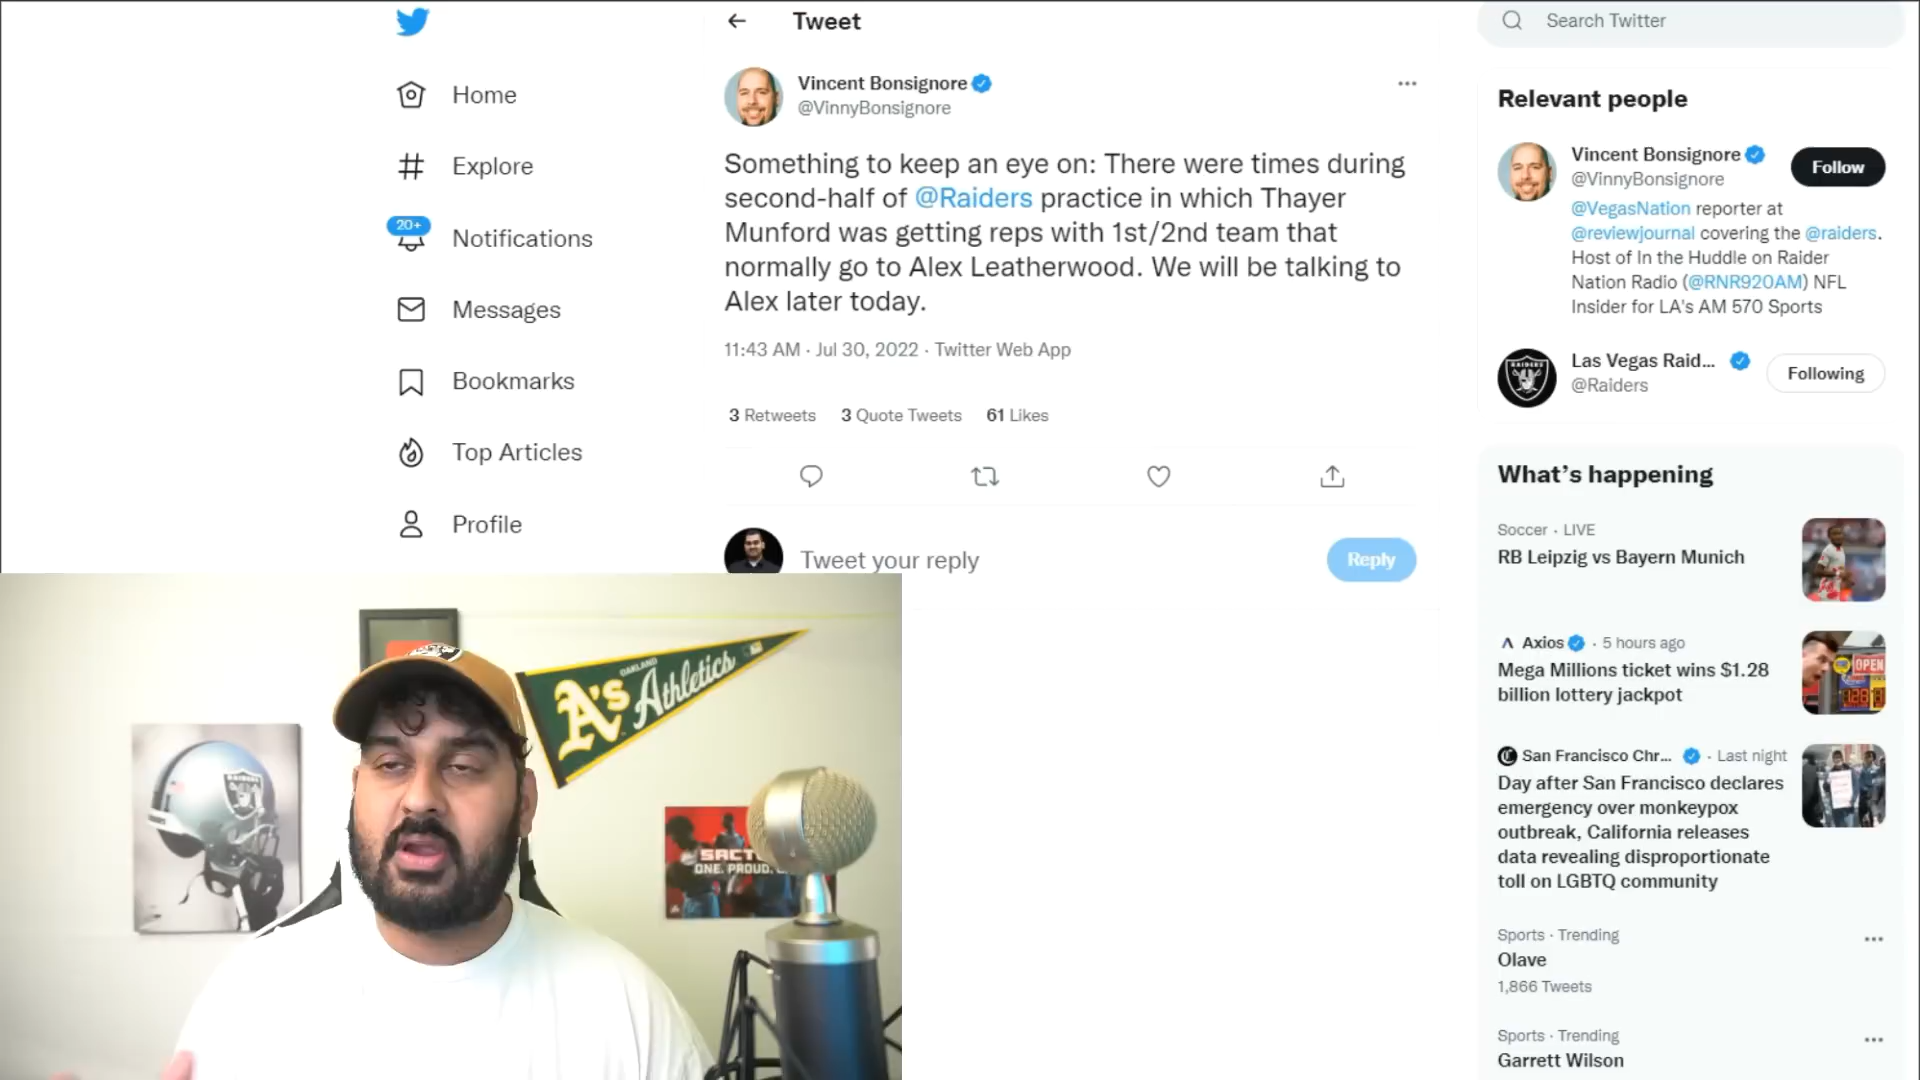 Home
Explore
20+
Notifications
Messages
Bookmarks
Top Articles
Profile
Tweet
Vincent Bonsignore
@VinnyBonsignore
Something to keep an eye on: There were times during
second-half of @Raiders practice in which Thayer
Munford was getting reps with 1st/2nd team that
normally go to Alex Leatherwood. We will be talking to
Alex later today.
11:43 AM · Jul 30, 2022 · Twitter Web App
3 Retweets 3 Quote Tweets 61 Likes
Tweet your reply
Reply
Search Twitter
Relevant people
Vincent Bonsignore
@VinnyBonsignore
Follow
@VegasNation reporter at
@reviewjournal covering the @raiders.
Host of In the Huddle on Raider
Nation Radio (@RNR920AM) NFL
Insider for LA's AM 570 Sports
RAIDERS
Las Vegas Raid...
@Raiders
Following
What's happening
Soccer · LIVE
RB Leipzig vs Bayern Munich
Axios · 5 hours ago
Mega Millions ticket wins $1.28
billion lottery jackpot
OPEN
San Francisco Chr... · Last night
Day after San Francisco declares
emergency over monkeypox
outbreak, California releases
data revealing disproportionate
toll on LGBTQ community
Sports · Trending
Olave
1,866 Tweets
Sports · Trending
Garrett Wilson
OAKLAND
A's Athletics
RAIDERS
SACT
ONE. PROUD.